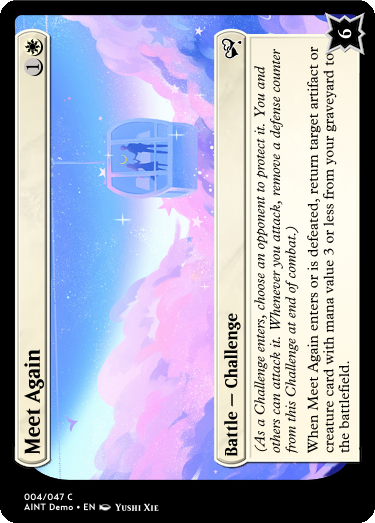 Meet Again
1
Battle — Challenge
(As a Challenge enters, choose an opponent to protect it. You and
others can attack it. Whenever you attack, remove a defense counter
from this Challenge at end of combat.)
When Meet Again enters or is defeated, return target artifact or
creature card with mana value 3 or less from your graveyard to
the battlefield.
6
004/047 C
AINT Demo • EN Yushi Xie